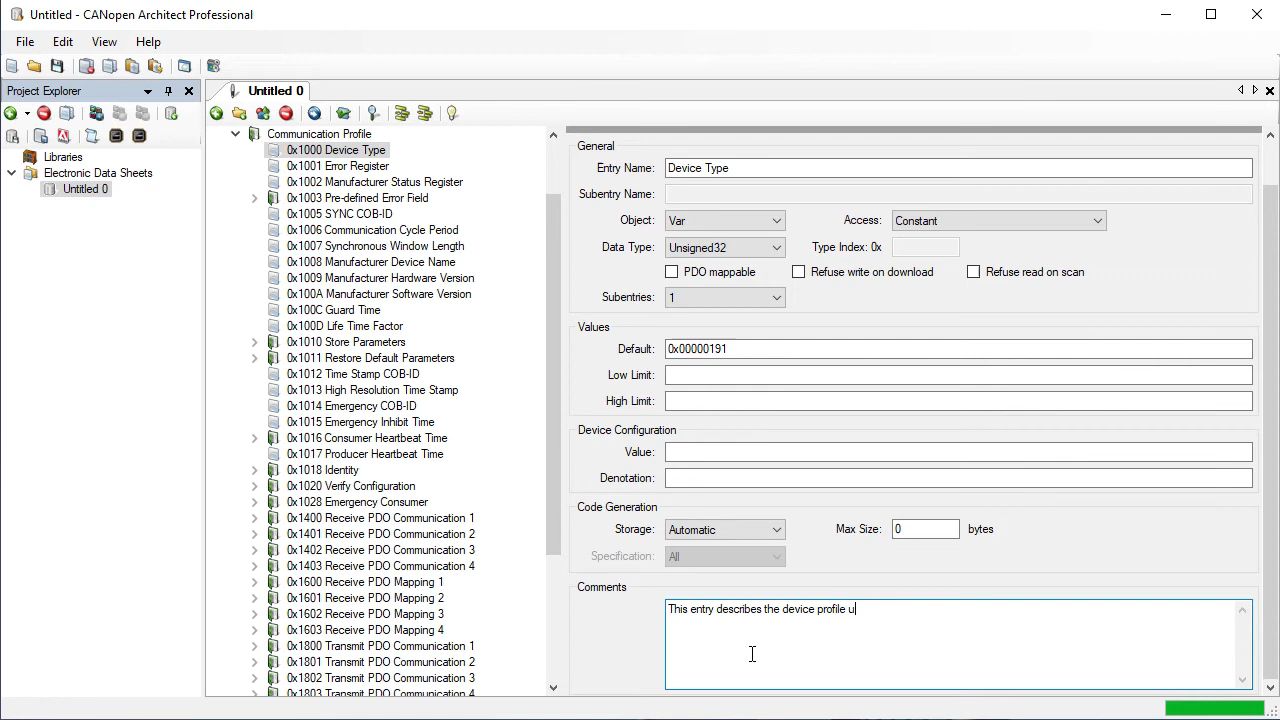 Untitled - CANopen Architect Professional
File Edit View Help
Project Explorer
Untitled 0
Libraries
Electronic Data Sheets
Untitled 0
Communication Profile
0x1000 Device Type
0x1001 Error Register
0x1002 Manufacturer Status Register
0x1003 Pre-defined Error Field
0x1005 SYNC COB-ID
0x1006 Communication Cycle Period
0x1007 Synchronous Window Length
0x1008 Manufacturer Device Name
0x1009 Manufacturer Hardware Version
0x100A Manufacturer Software Version
0x100C Guard Time
0x100D Life Time Factor
0x1010 Store Parameters
0x1011 Restore Default Parameters
0x1012 Time Stamp COB-ID
0x1013 High Resolution Time Stamp
0x1014 Emergency COB-ID
0x1015 Emergency Inhibit Time
0x1016 Consumer Heartbeat Time
0x1017 Producer Heartbeat Time
0x1018 Identity
0x1020 Verify Configuration
0x1028 Emergency Consumer
0x1400 Receive PDO Communication 1
0x1401 Receive PDO Communication 2
0x1402 Receive PDO Communication 3
0x1403 Receive PDO Communication 4
0x1600 Receive PDO Mapping 1
0x1601 Receive PDO Mapping 2
0x1602 Receive PDO Mapping 3
0x1603 Receive PDO Mapping 4
0x1800 Transmit PDO Communication 1
0x1801 Transmit PDO Communication 2
0x1802 Transmit PDO Communication 3
0x1803 Transmit PDO Communication 4
General
Entry Name: Device Type
Subentry Name:
Object: Var Access: Constant
Data Type: Unsigned32 Type Index: 0x
PDO mappable Refuse write on download Refuse read on scan
Subentries: 1
Values
Default: 0x00000191
Low Limit:
High Limit:
Device Configuration
Value:
Denotation:
Code Generation
Storage: Automatic Max Size: 0 bytes
Specification: All
Comments
This entry describes the device profile u